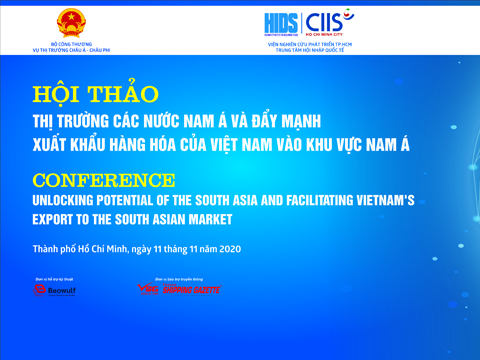 BỘ CÔNG THƯƠNG
VỤ THỊ TRƯỜNG CHÂU Á - CHÂU PHI
HIDS
CIIS
HO CHI MINH CITY
VIỆN NGHIÊN CỨU PHÁT TRIỂN TP.HCM
TRUNG TÂM HỘI NHẬP QUỐC TẾ
HỘI THẢO
THỊ TRƯỜNG CÁC NƯỚC NAM Á VÀ ĐẨY MẠNH
XUẤT KHẨU HÀNG HÓA CỦA VIỆT NAM VÀO KHU VỰC NAM Á
CONFERENCE
UNLOCKING POTENTIAL OF THE SOUTH ASIA AND FACILITATING VIETNAM'S
EXPORT TO THE SOUTH ASIAN MARKET
Thành phố Hồ Chí Minh, ngày 11 tháng 11 năm 2020
Đơn vị hỗ trợ kỹ thuật
Đơn vị bảo trợ truyền thông
Beowulf
VSG
SHIPPING GAZETTE